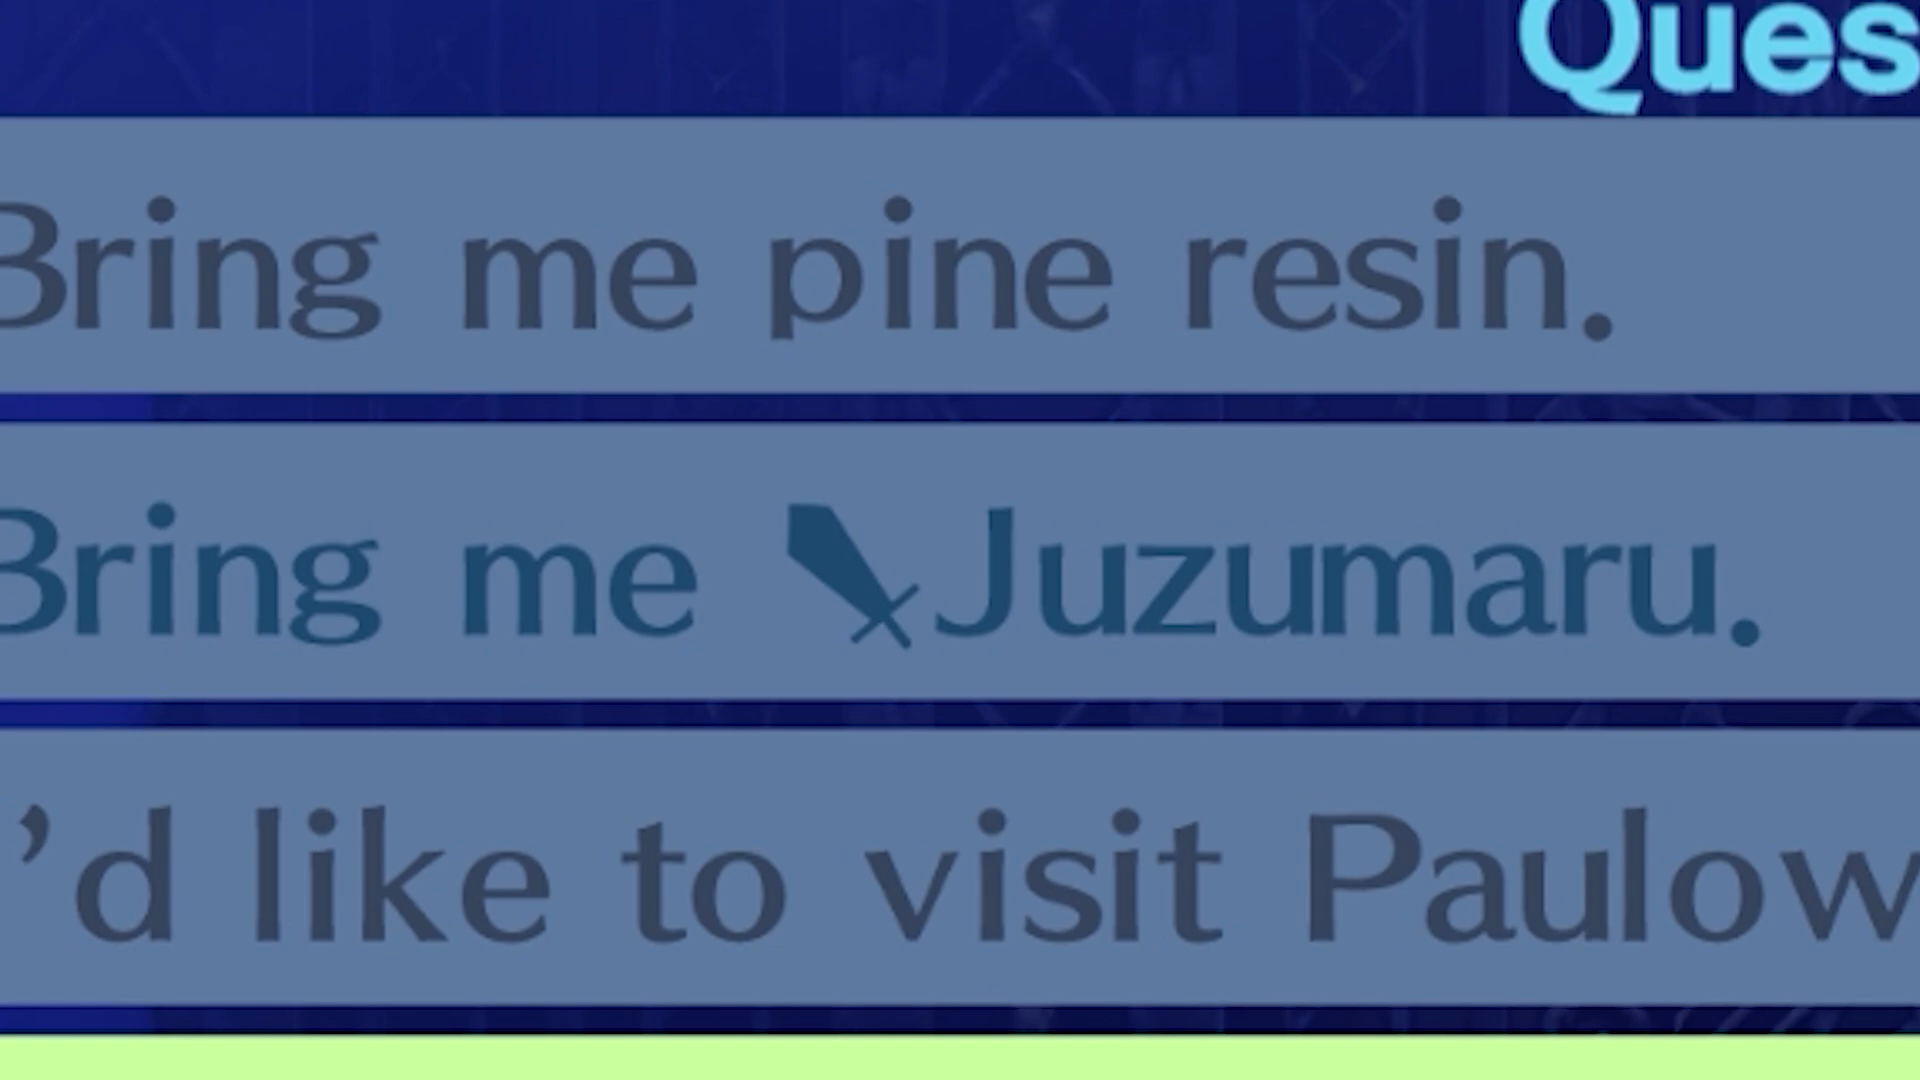 Ques
Bring me pine resin.
Bring me Juzumaru.
’d like to visit Paulow